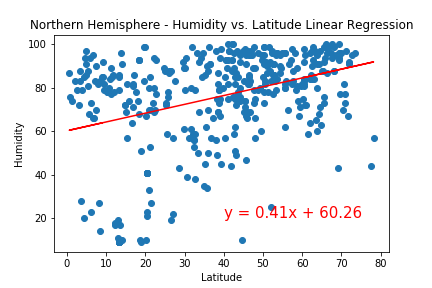 Northern Hemisphere - Humidity vs. Latitude Linear Regression
100
80
60
40
20
Humidity
y = 0.41x + 60.26
0 10 20 30 40 50 60 70 80
Latitude